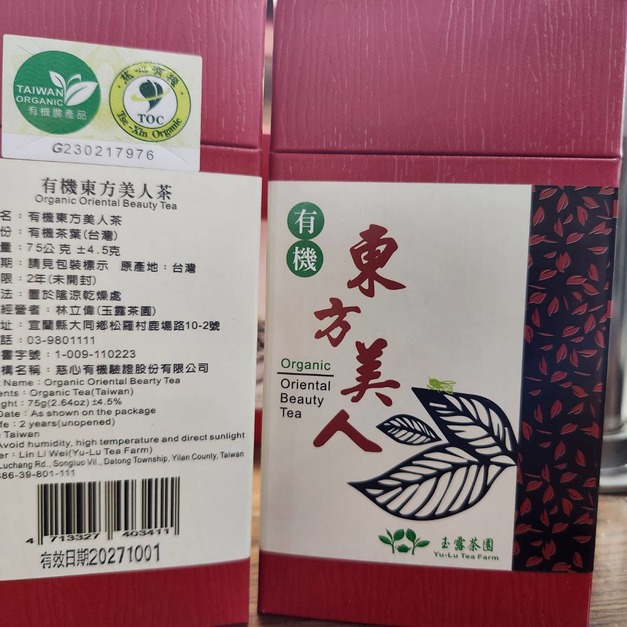 TAIWAN
ORGANIC
有機農產品
慈心有機
TOC
Tse-Xin Organic
G230217976
有機東方美人茶
Organic Oriental Beauty Tea
名：有機東方美人茶
份：有機茶葉(台灣)
量：75公克 ±4.5克
期：請見包裝標示 原產地：台灣
限：2年(未開封)
法：置於陰涼乾燥處
經營者：林立偉(玉露茶園)
址：宜蘭縣大同鄉松羅村鹿場路10-2號
話：03-9801111
書字號：1-009-110223
構名稱：慈心有機驗證股份有限公司
Name：Organic Oriental Bearty Tea
ents：Organic Tea(Taiwan)
ght：75g(2.64oz) ±4.5%
Date：As shown on the package
fe：2 years(unopened)
Taiwan
Avoid humidity, high temperature and direct sunlight
er：Lin Li Wei(Yu-Lu Tea Farm)
Luchang Rd., Songluo Vil., Datong Township, Yilan County, Taiwan
886-39-801-111
4 713327 403411
有效日期20271001
有機
東方美人
Organic
Oriental
Beauty
Tea
玉露茶園
Yu-Lu Tea Farm